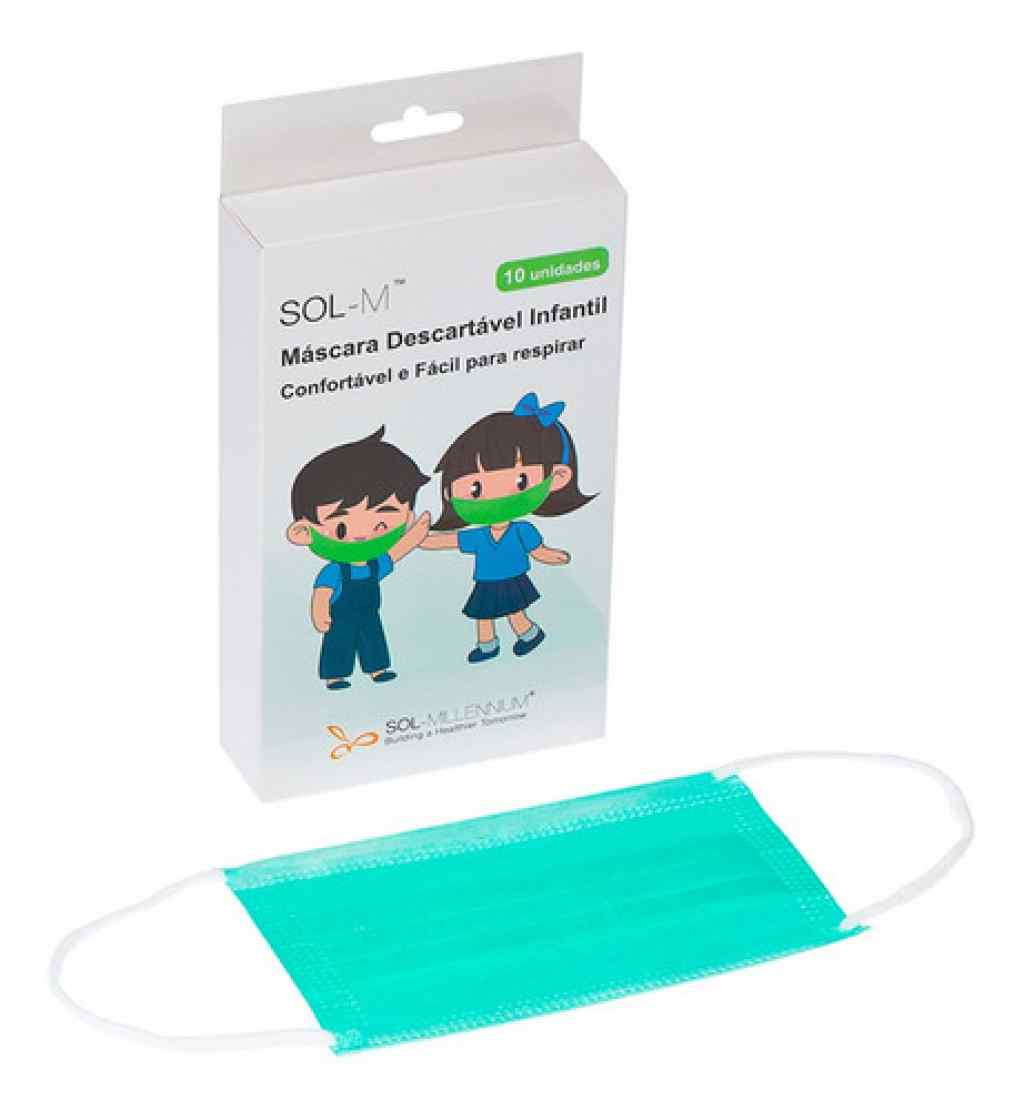 10 unidades
SOL-M™
Máscara Descartável Infantil
Confortável e Fácil para respirar
SOL-MILLENNIUM®
Building a Healthier Tomorrow